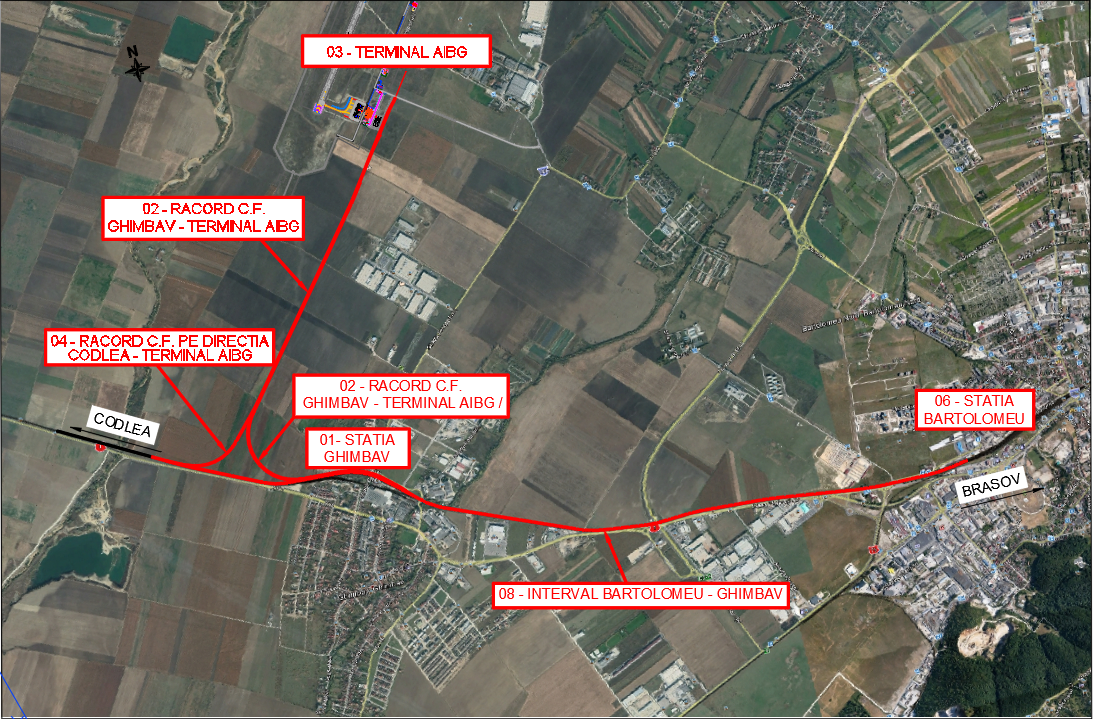 N
03 - TERMINAL AIBG
02 - RACORD C.F.
GHIMBAV - TERMINAL AIBG
04 - RACORD C.F. PE DIRECTIA
CODLEA - TERMINAL AIBG
02 - RACORD C.F.
GHIMBAV - TERMINAL AIBG /
06 - STATIA
BARTOLOMEU
CODLEA
01- STATIA
GHIMBAV
BRASOV
08 - INTERVAL BARTOLOMEU - GHIMBAV